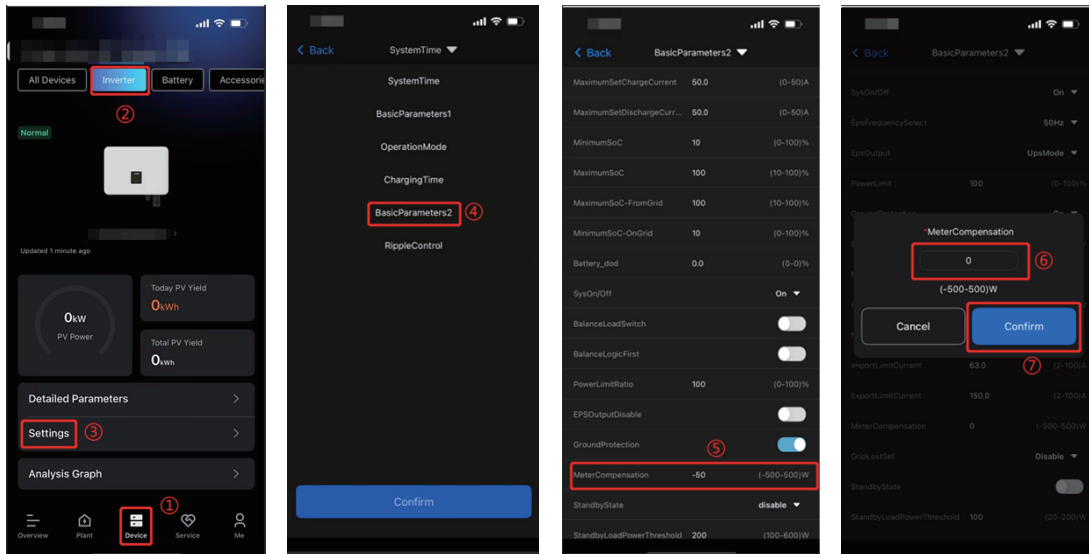 All Devices Inverter Battery Accessorie
②
Normal
Updated 1 minute ago
0kW
PV Power
Today PV Yield
0kWh
Total PV Yield
0kWh
Detailed Parameters
Settings ③
Analysis Graph
①
Overview Plant Device Service Me
Back SystemTime
SystemTime
BasicParameters1
OperationMode
ChargingTime
BasicParameters2 ④
RippleControl
Confirm
Back BasicParameters2
MaximumSetChargeCurrent 50.0 (0-50)A
MaximumSetDischargeCurr... 50.0 (0-50)A
MinimumSoC 10 (0-100)%
MaximumSoC 100 (10-100)%
MaximumSoC-FromGrid 100 (10-100)%
MinimumSoC-OnGrid 10 (0-100)%
Battery_dod 0.0 (0-0)%
SysOn/Off On
BalanceLoadSwitch
BalanceLogicFirst
PowerLimitRatio 100 (0-100)%
EPSOutputDisable
GroundProtection
⑤
MeterCompensation -50 (-500-500)W
StandbyState disable
StandbyLoadPowerThreshold 200 (100-600)W
Back BasicParameters2
SysOn/Off On
EpsFrequencySelect 50Hz
EpsOutput UpsMode
PowerLimit 100 (0-100)%
*MeterCompensation
0 ⑥
(-500-500)W
Cancel Confirm
⑦
ImportLimitCurrent 63.0 (2-100)A
ExportLimitCurrent 150.0 (2-100)A
MeterCompensation 0 (-500-500)W
GridLostSet Disable
StandbyState
StandbyLoadPowerThreshold 100 (20-200)W